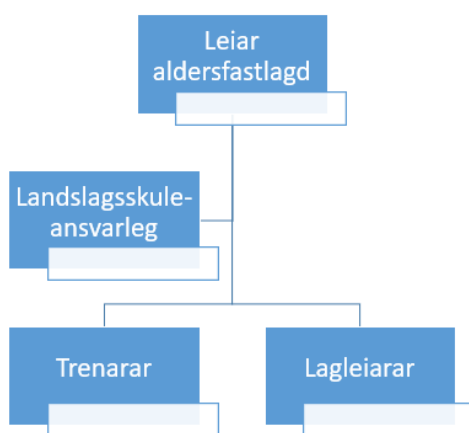 Leiar
aldersfastlagd
Landslagsskule-
ansvarleg
Trenarar
Lagleiarar